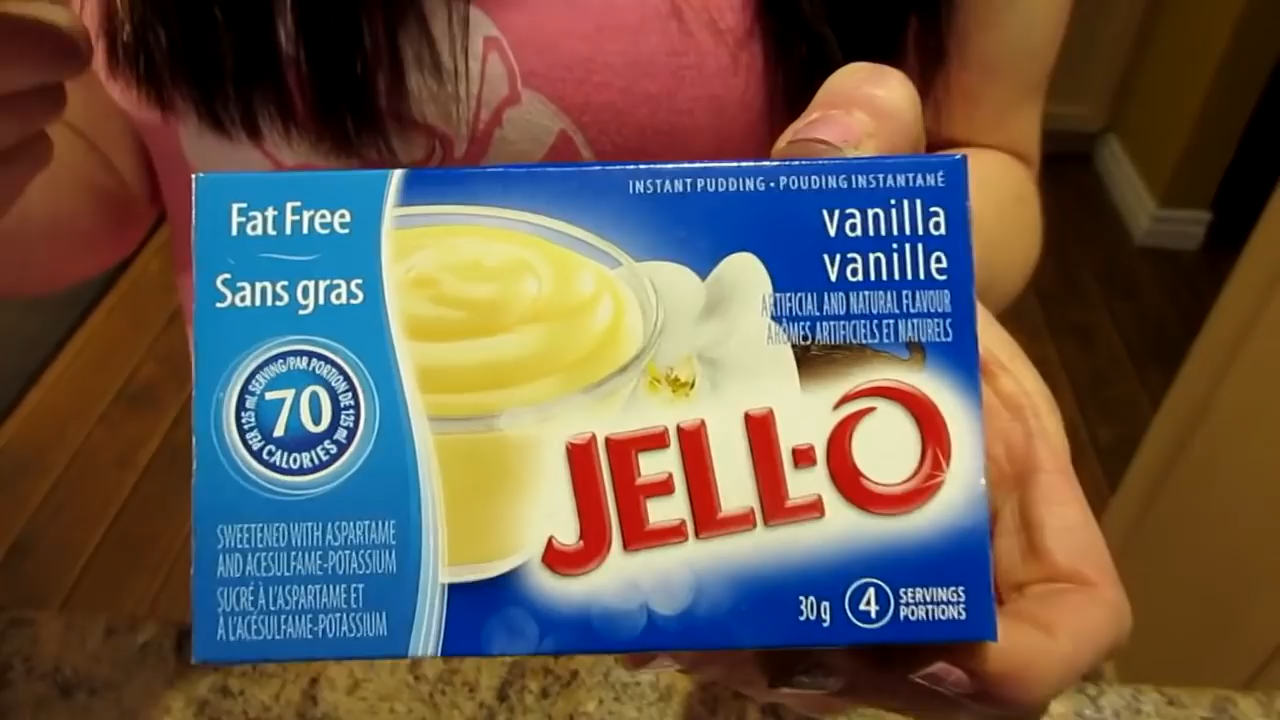 INSTANT PUDDING • POUDING INSTANTANÉ
vanilla
vanille
ARTIFICIAL AND NATURAL FLAVOUR
ARÔMES ARTIFICIELS ET NATURELS
Fat Free
Sans gras
PER 125 mL SERVING/PAR PORTION DE 125 mL
70
CALORIES
SWEETENED WITH ASPARTAME
AND ACESULFAME-POTASSIUM
SUCRÉ À L'ASPARTAME ET
À L'ACÉSULFAME-POTASSIUM
JELL-O
30 g
4
SERVINGS
PORTIONS